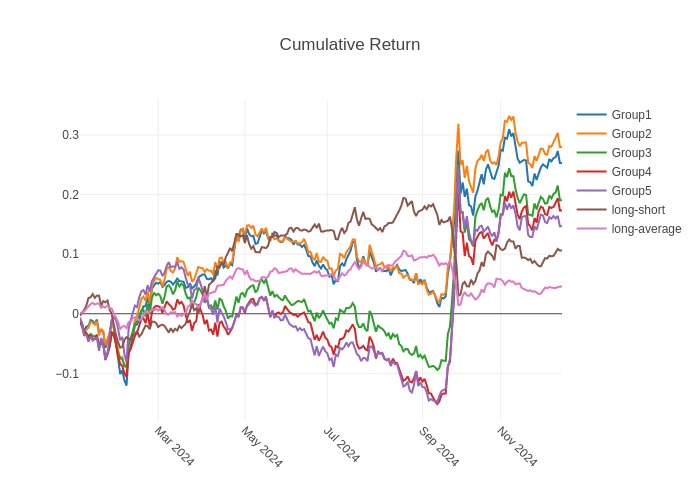 Cumulative Return
0.3
0.2
0.1
0
−0.1
Mar 2024
May 2024
Jul 2024
Sep 2024
Nov 2024
Group1
Group2
Group3
Group4
Group5
long-short
long-average